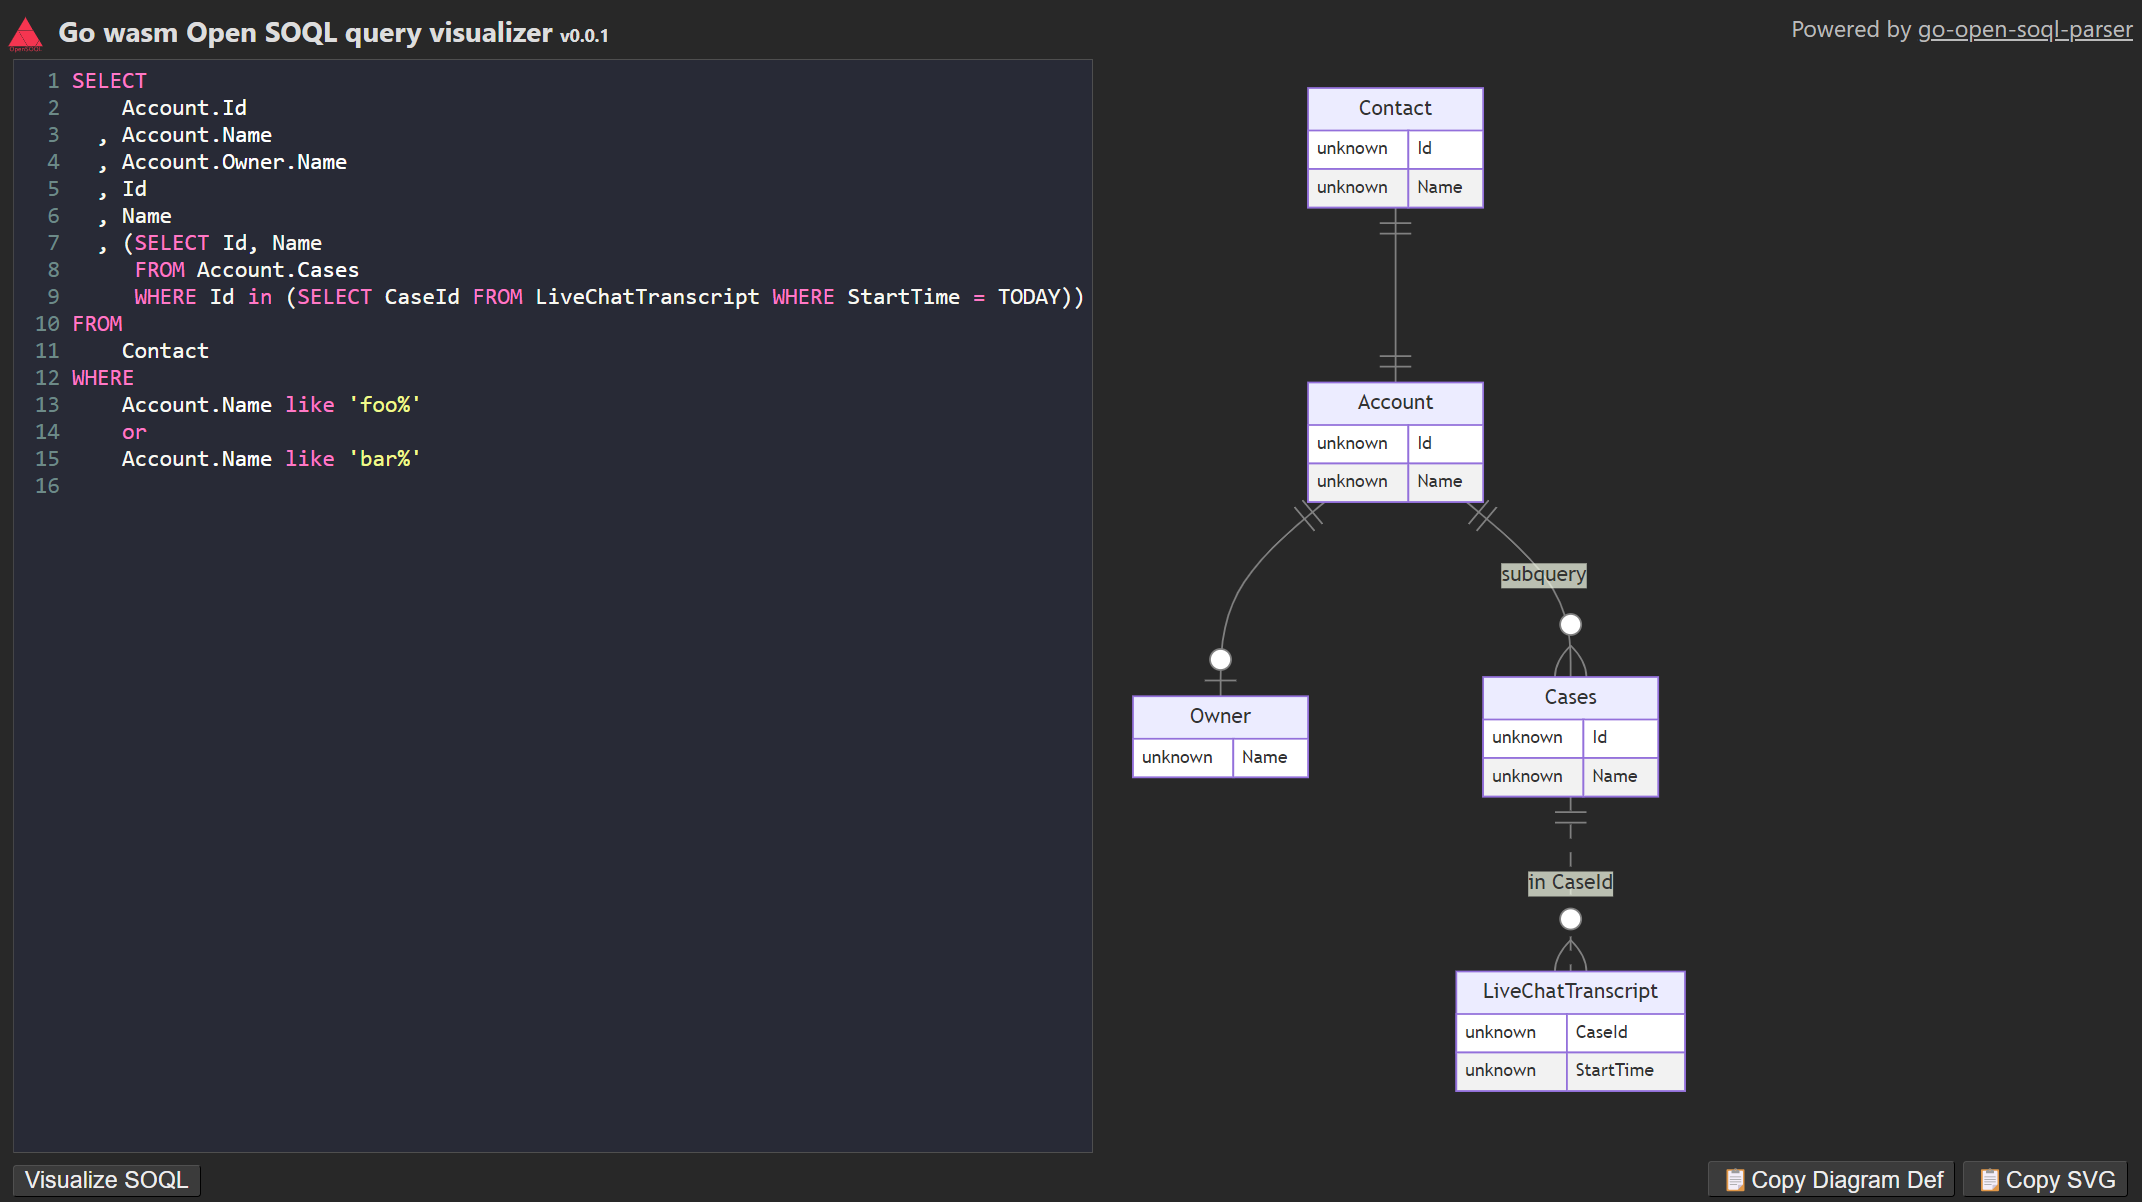 Go wasm Open SOQL query visualizer v0.0.1
Powered by go-open-soql-parser
OpenSOQL
1 SELECT
2 Account.Id
3 , Account.Name
4 , Account.Owner.Name
5 , Id
6 , Name
7 , (SELECT Id, Name
8 FROM Account.Cases
9 WHERE Id in (SELECT CaseId FROM LiveChatTranscript WHERE StartTime = TODAY))
10 FROM
11 Contact
12 WHERE
13 Account.Name like 'foo%'
14 or
15 Account.Name like 'bar%'
16
Contact
unknown Id
unknown Name
Account
unknown Id
unknown Name
subquery
Owner
unknown Name
Cases
unknown Id
unknown Name
in CaseId
LiveChatTranscript
unknown CaseId
unknown StartTime
Visualize SOQL
Copy Diagram Def
Copy SVG